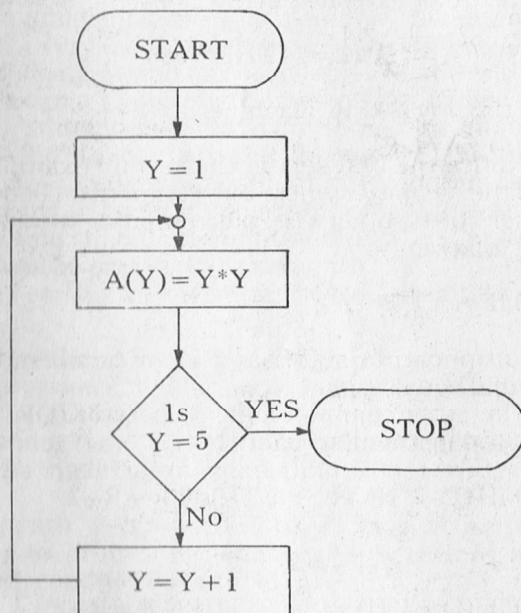 START
Y = 1
A(Y) = Y*Y
1s
Y = 5
YES
STOP
No
Y = Y + 1